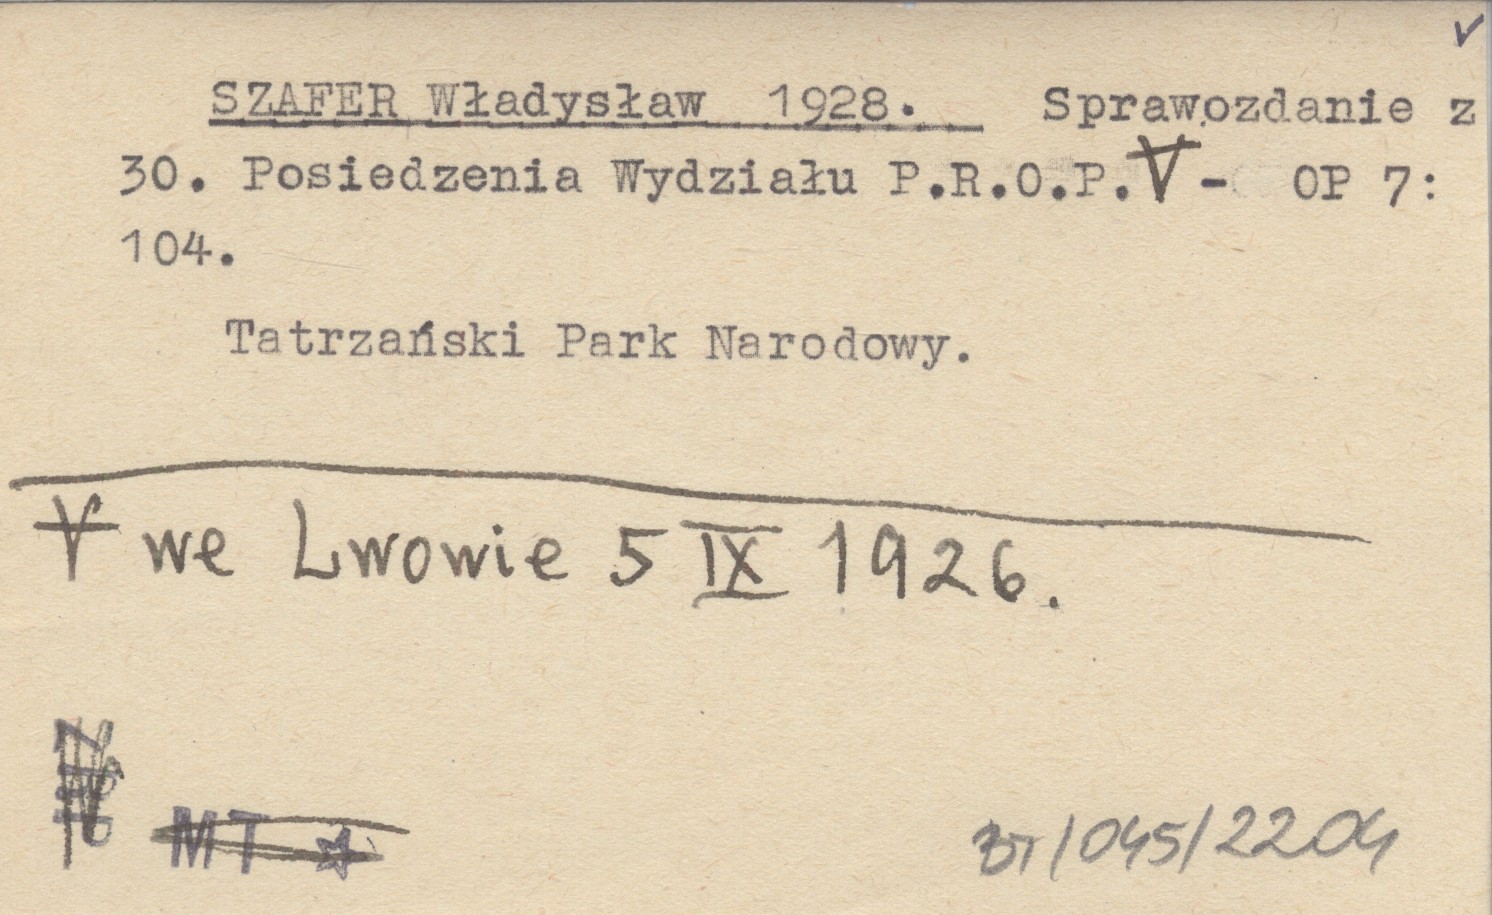 SZAFER Władysław 1928. Sprawozdanie z
30. Posiedzenia Wydziału P.R.O.P. V - OP 7:
104.
Tatrzański Park Narodowy.
V we Lwowie 5 IX 1926.
MT
BT/045/2204